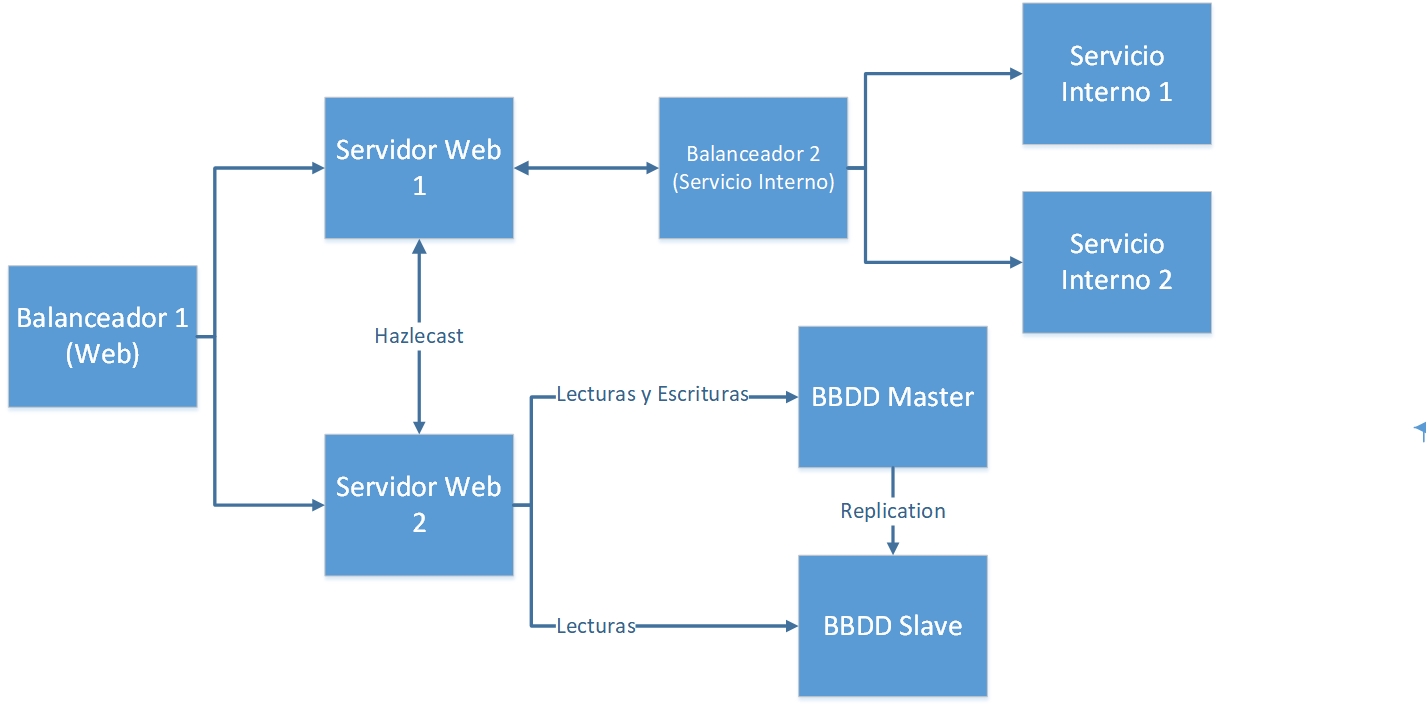 Servicio
Interno 1
Servidor Web
1
Balanceador 2
(Servicio Interno)
Servicio
Interno 2
Balanceador 1
(Web)
Hazlecast
Lecturas y Escrituras
BBDD Master
Servidor Web
2
Replication
Lecturas
BBDD Slave